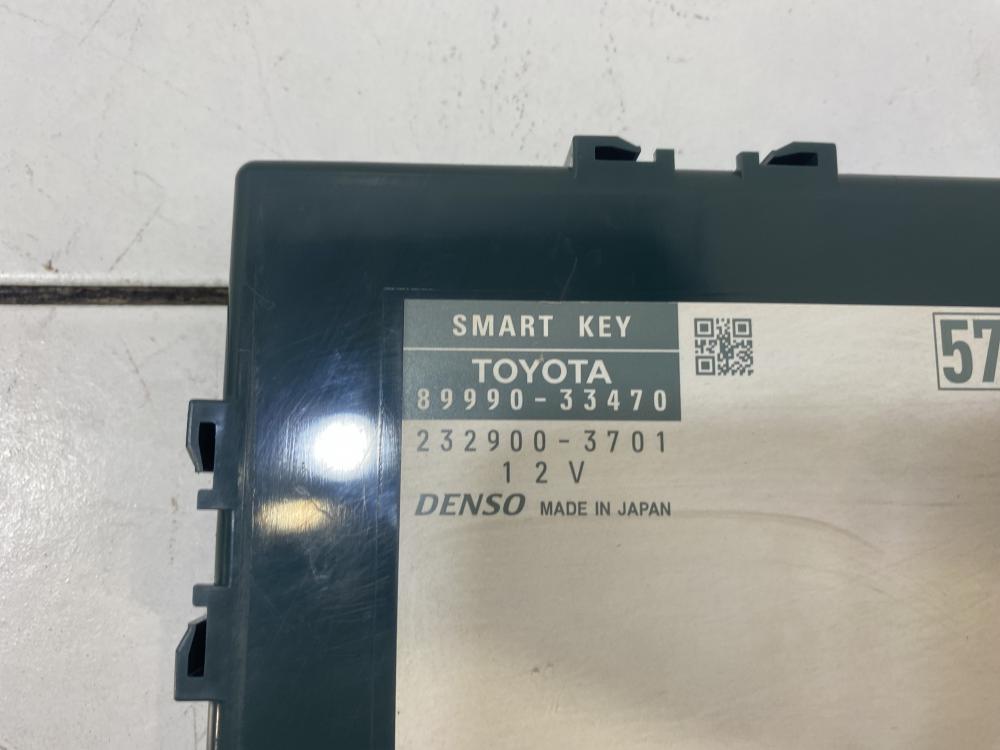 SMART KEY
TOYOTA
89990-33470
232900-3701
12V
DENSO MADE IN JAPAN
57